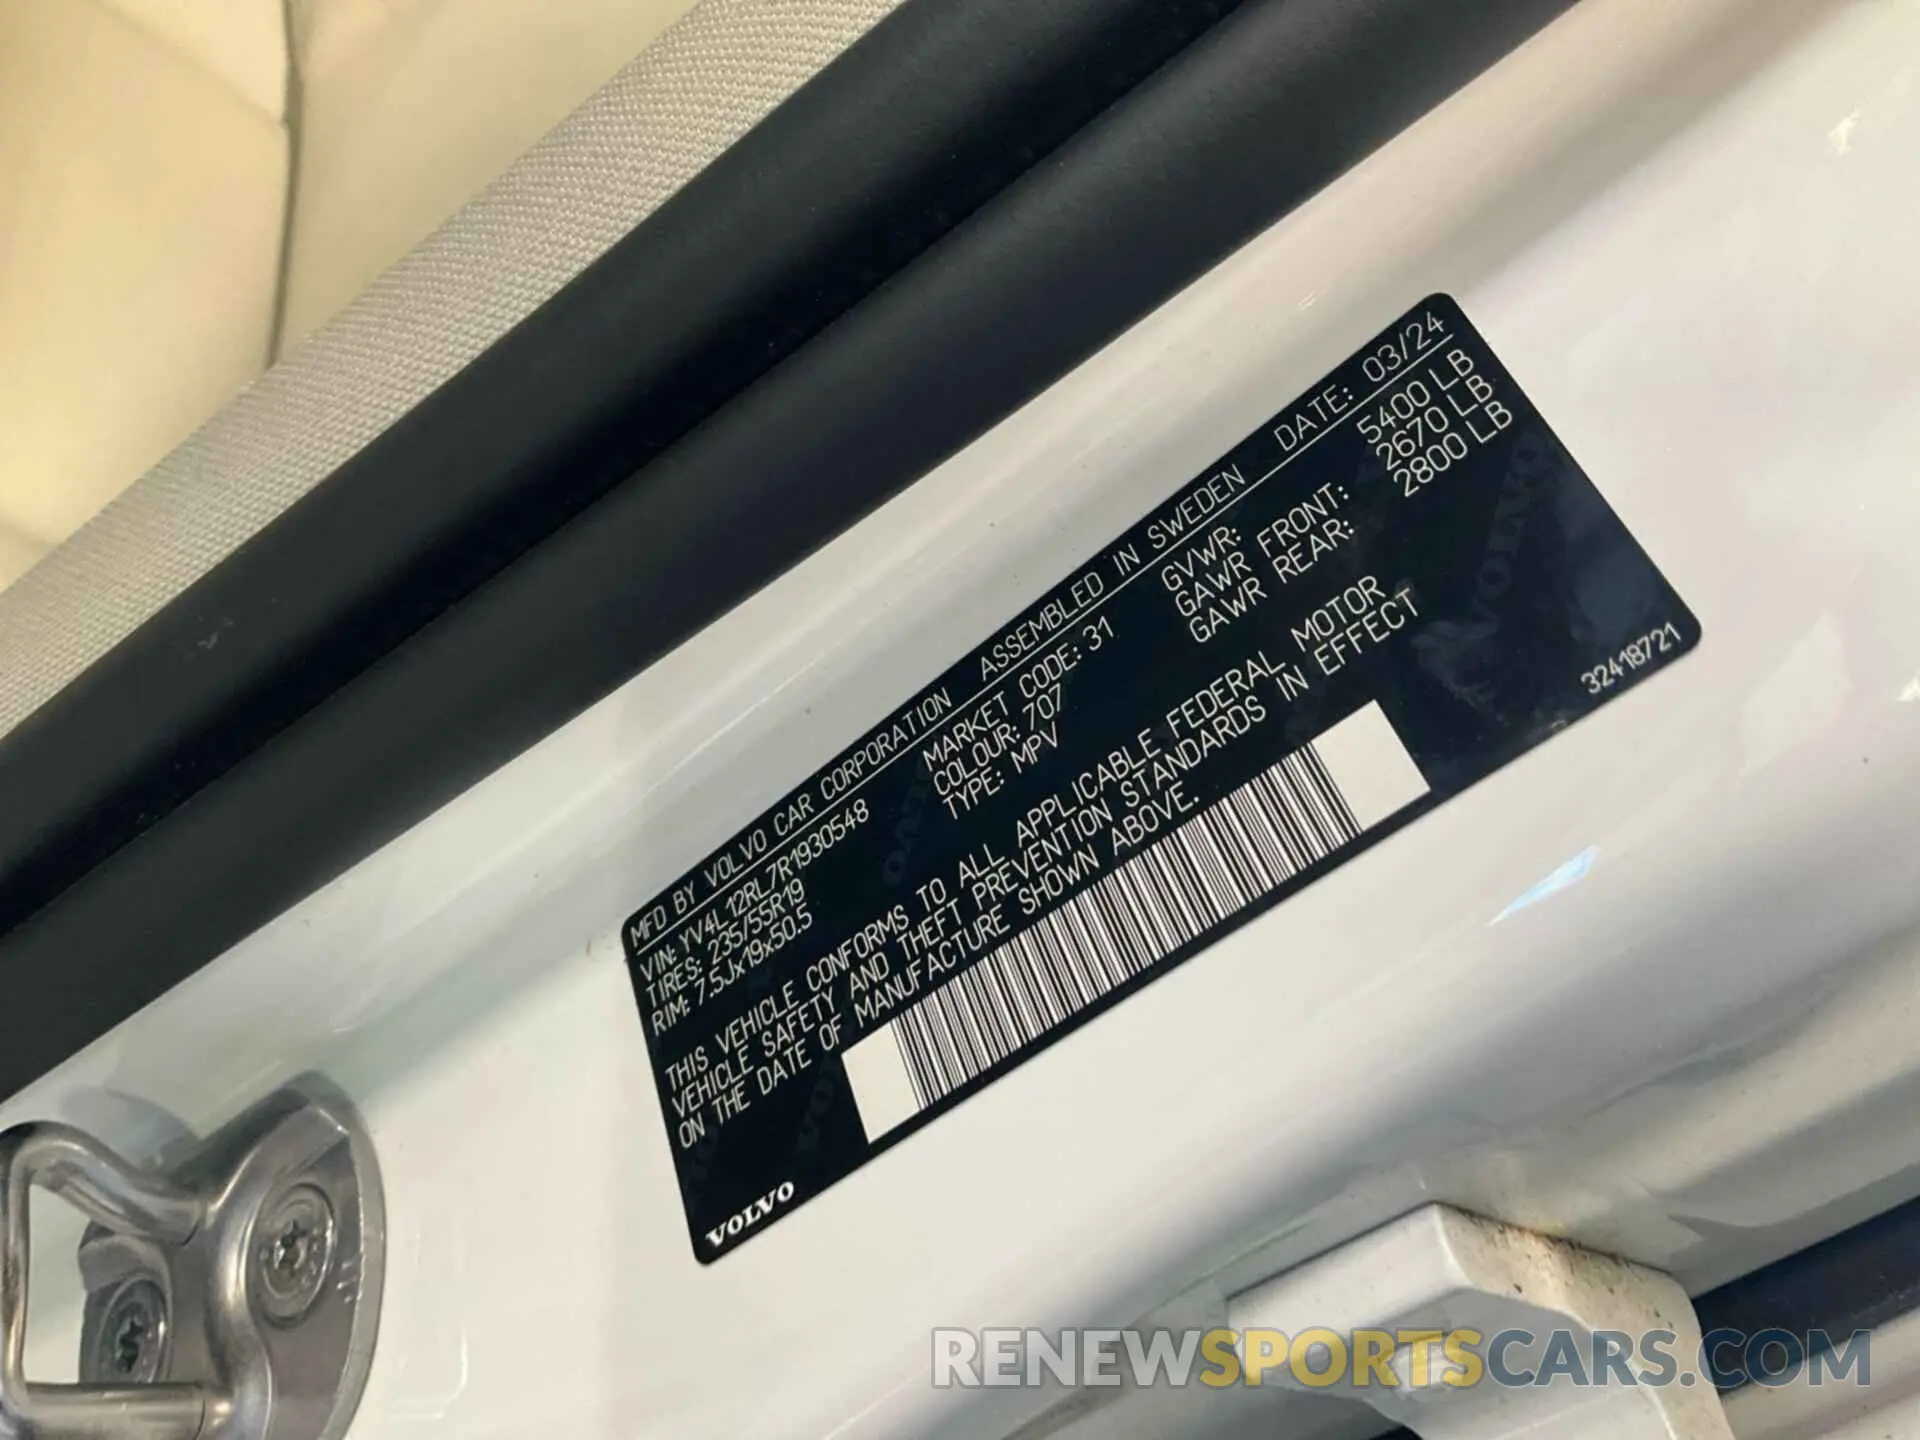 MFD BY VOLVO CAR CORPORATION ASSEMBLED IN SWEDEN DATE: 03/24
VIN: YV4L12RL7R1930548 MARKET CODE: 31 GVWR: 5400 LB
TIRES: 235/55R19 COLOUR: 707 GAWR FRONT: 2670 LB
RIM: 7.5Jx19x50.5 TYPE: MPV GAWR REAR: 2800 LB
THIS VEHICLE CONFORMS TO ALL APPLICABLE FEDERAL MOTOR
VEHICLE SAFETY AND THEFT PREVENTION STANDARDS IN EFFECT
ON THE DATE OF MANUFACTURE SHOWN ABOVE.
VOLVO 32418721
RENEWSPORTSCARS.COM